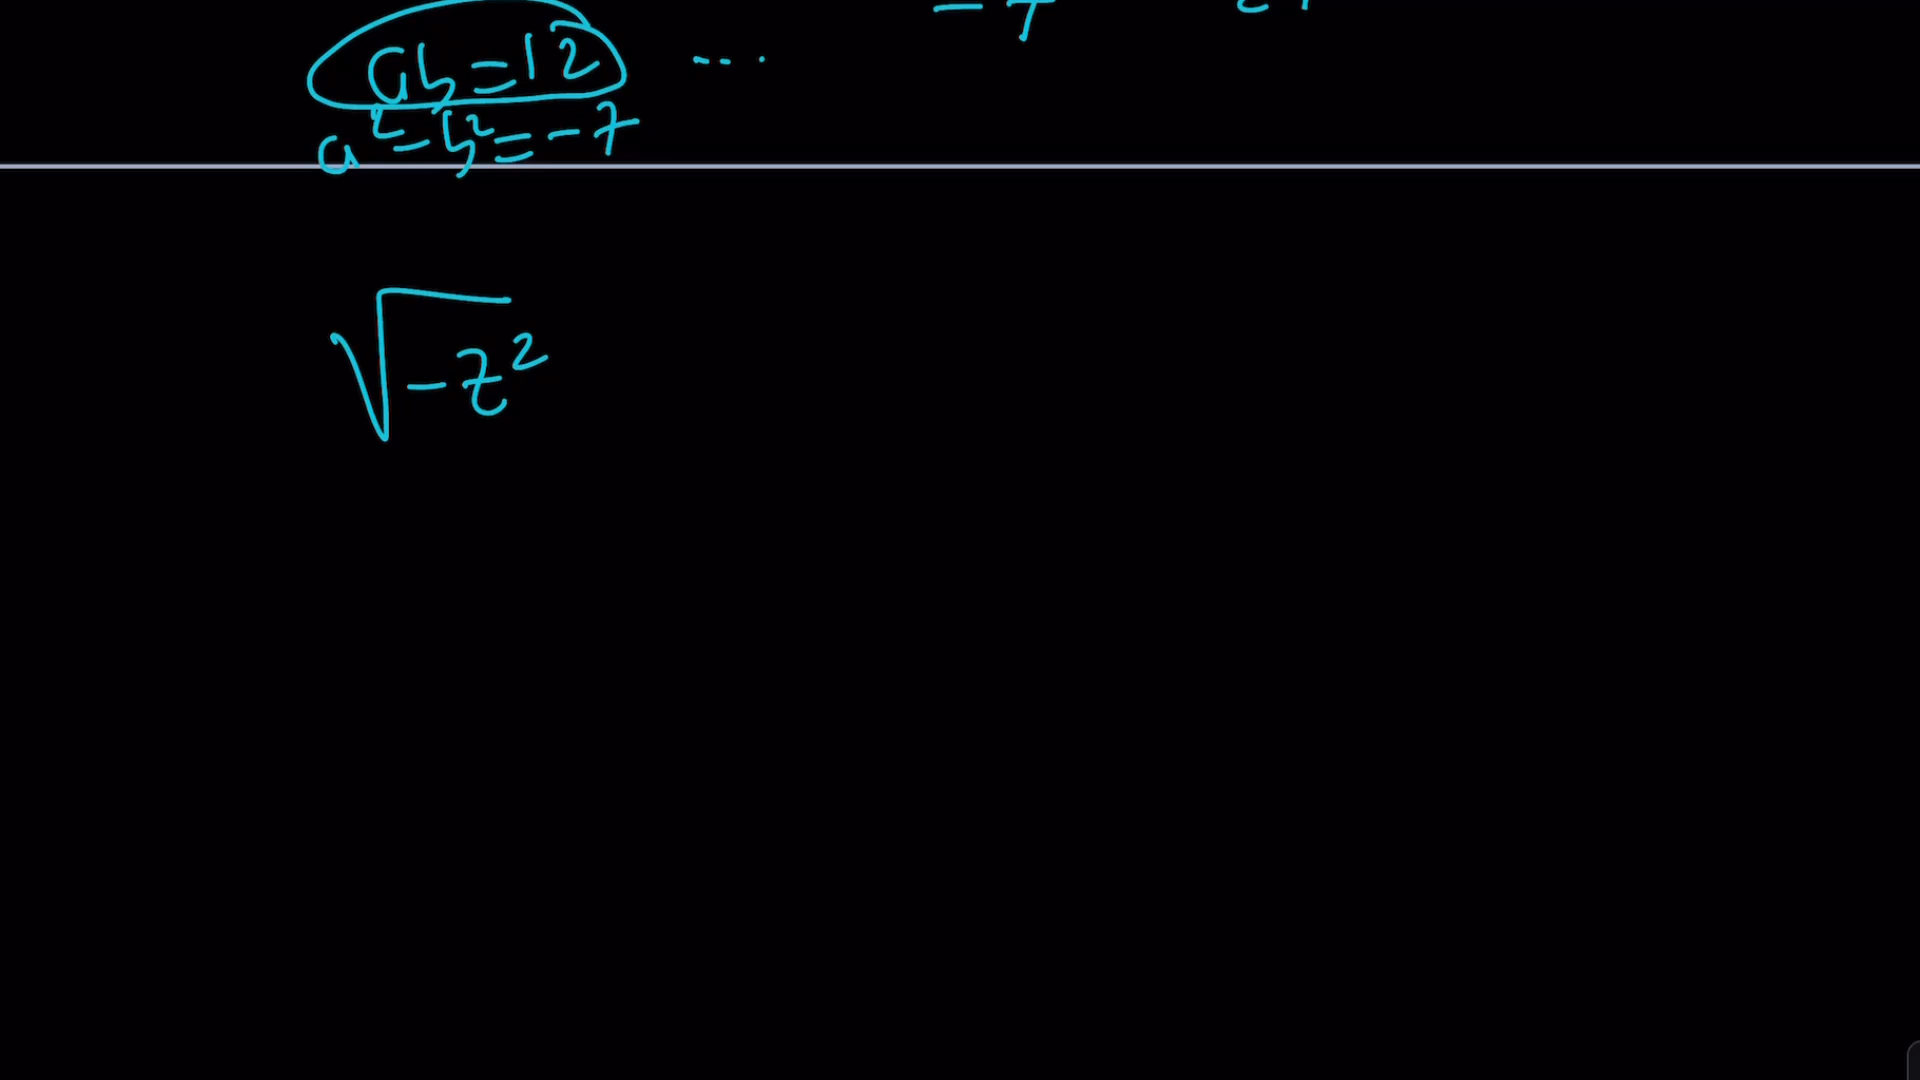 ab = 12 ...
a² - b² = -7
√-z²